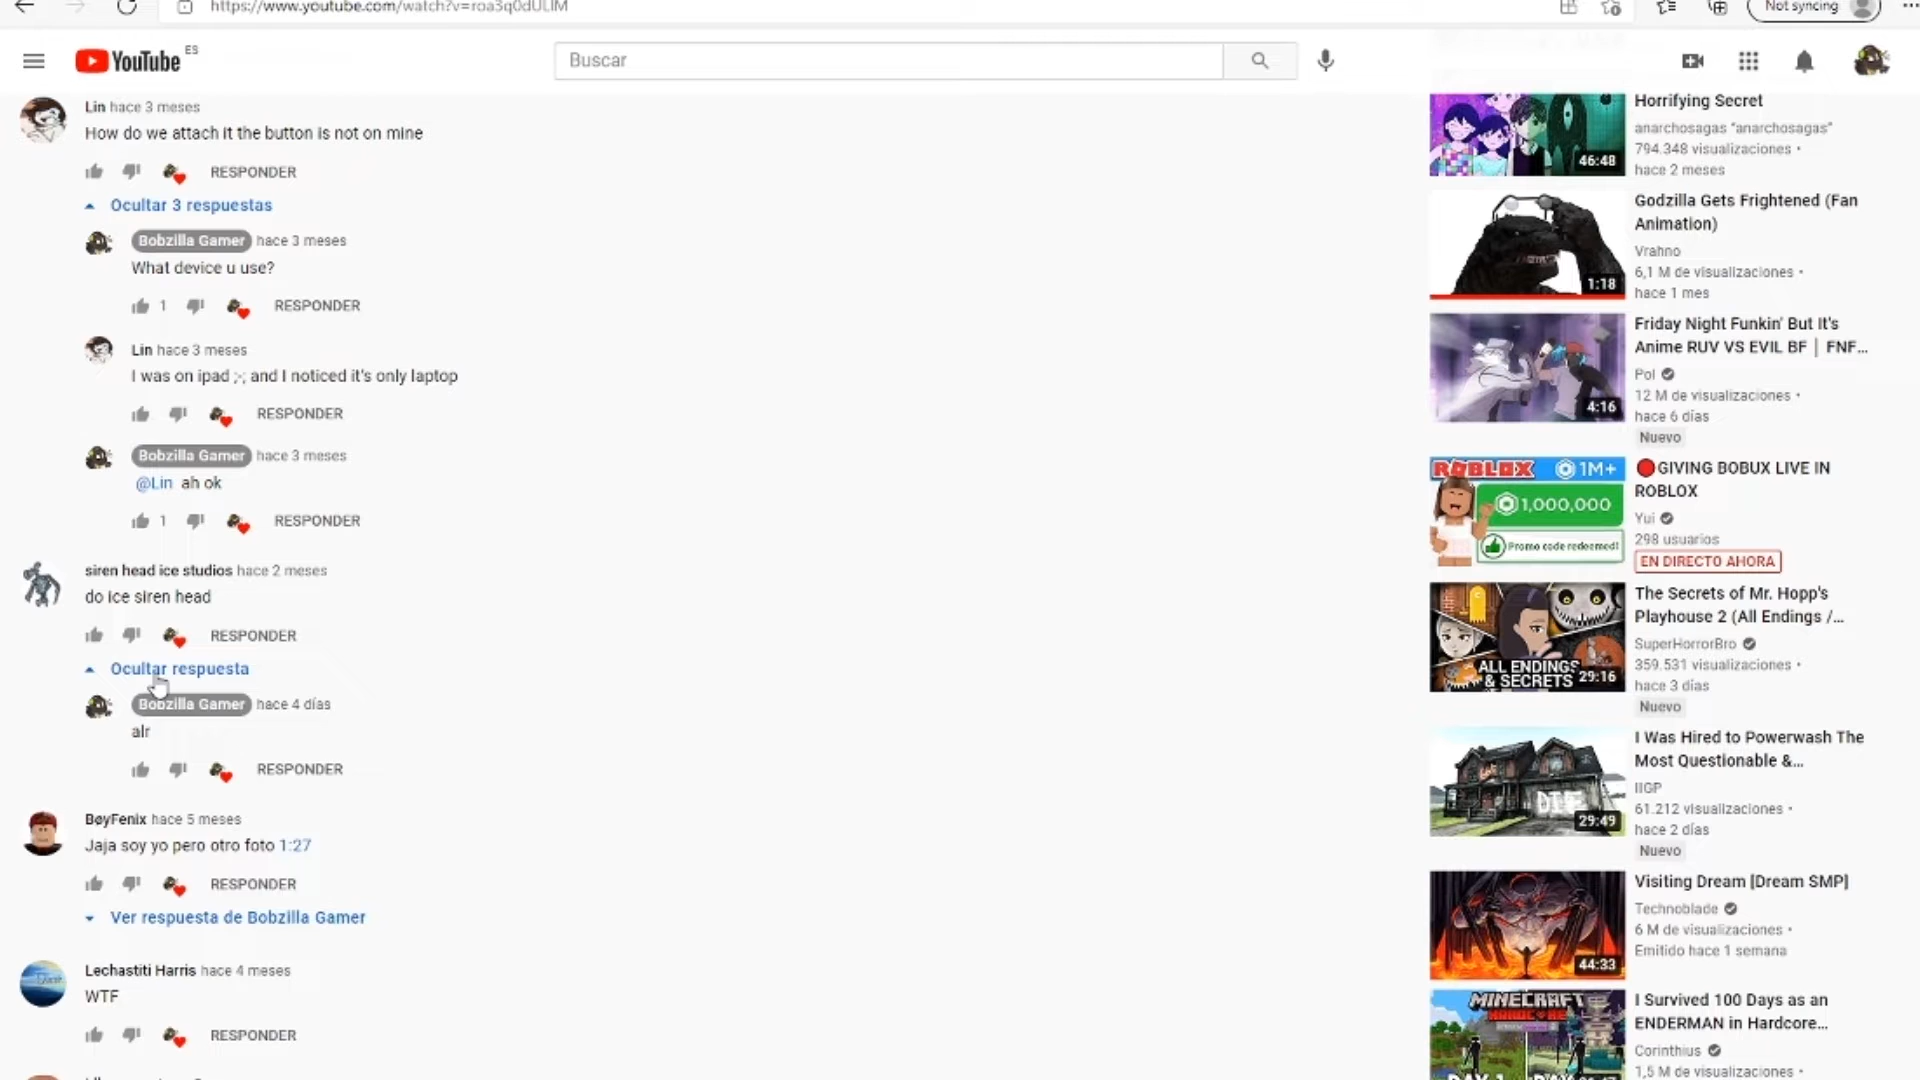 https://www.youtube.com/watch?v=roa3q0dULlM
Not syncing
YouTube ES
Buscar
Lin hace 3 meses
How do we attach it the button is not on mine
RESPONDER
Ocultar 3 respuestas
Bobzilla Gamer hace 3 meses
What device u use?
1 RESPONDER
Lin hace 3 meses
I was on ipad ;-; and I noticed it's only laptop
RESPONDER
Bobzilla Gamer hace 3 meses
@Lin ah ok
1 RESPONDER
siren head ice studios hace 2 meses
do ice siren head
RESPONDER
Ocultar respuesta
Bobzilla Gamer hace 4 días
alr
RESPONDER
BøyFenix hace 5 meses
Jaja soy yo pero otro foto 1:27
RESPONDER
Ver respuesta de Bobzilla Gamer
Lechastiti Harris hace 4 meses
WTF
RESPONDER
46:48
Horrifying Secret
anarchosagas "anarchosagas"
794.348 visualizaciones •
hace 2 meses
1:18
Godzilla Gets Frightened (Fan
Animation)
Vrahno
6,1 M de visualizaciones •
hace 1 mes
4:16
Friday Night Funkin' But It's
Anime RUV VS EVIL BF | FNF...
Pol
12 M de visualizaciones •
hace 6 días
Nuevo
ROBLOX 1M+
1,000,000
Promo code redeemed!
GIVING BOBUX LIVE IN
ROBLOX
Yui
298 usuarios
EN DIRECTO AHORA
ALL ENDINGS
& SECRETS
29:16
The Secrets of Mr. Hopp's
Playhouse 2 (All Endings /...
SuperHorrorBro
359.531 visualizaciones •
hace 3 días
Nuevo
29:49
I Was Hired to Powerwash The
Most Questionable &...
IIGP
61.212 visualizaciones •
hace 2 días
Nuevo
44:33
Visiting Dream [Dream SMP]
Technoblade
6 M de visualizaciones •
Emitido hace 1 semana
MINECRAFT
HARDCORE
I Survived 100 Days as an
ENDERMAN in Hardcore...
Corinthius
1,5 M de visualizaciones •